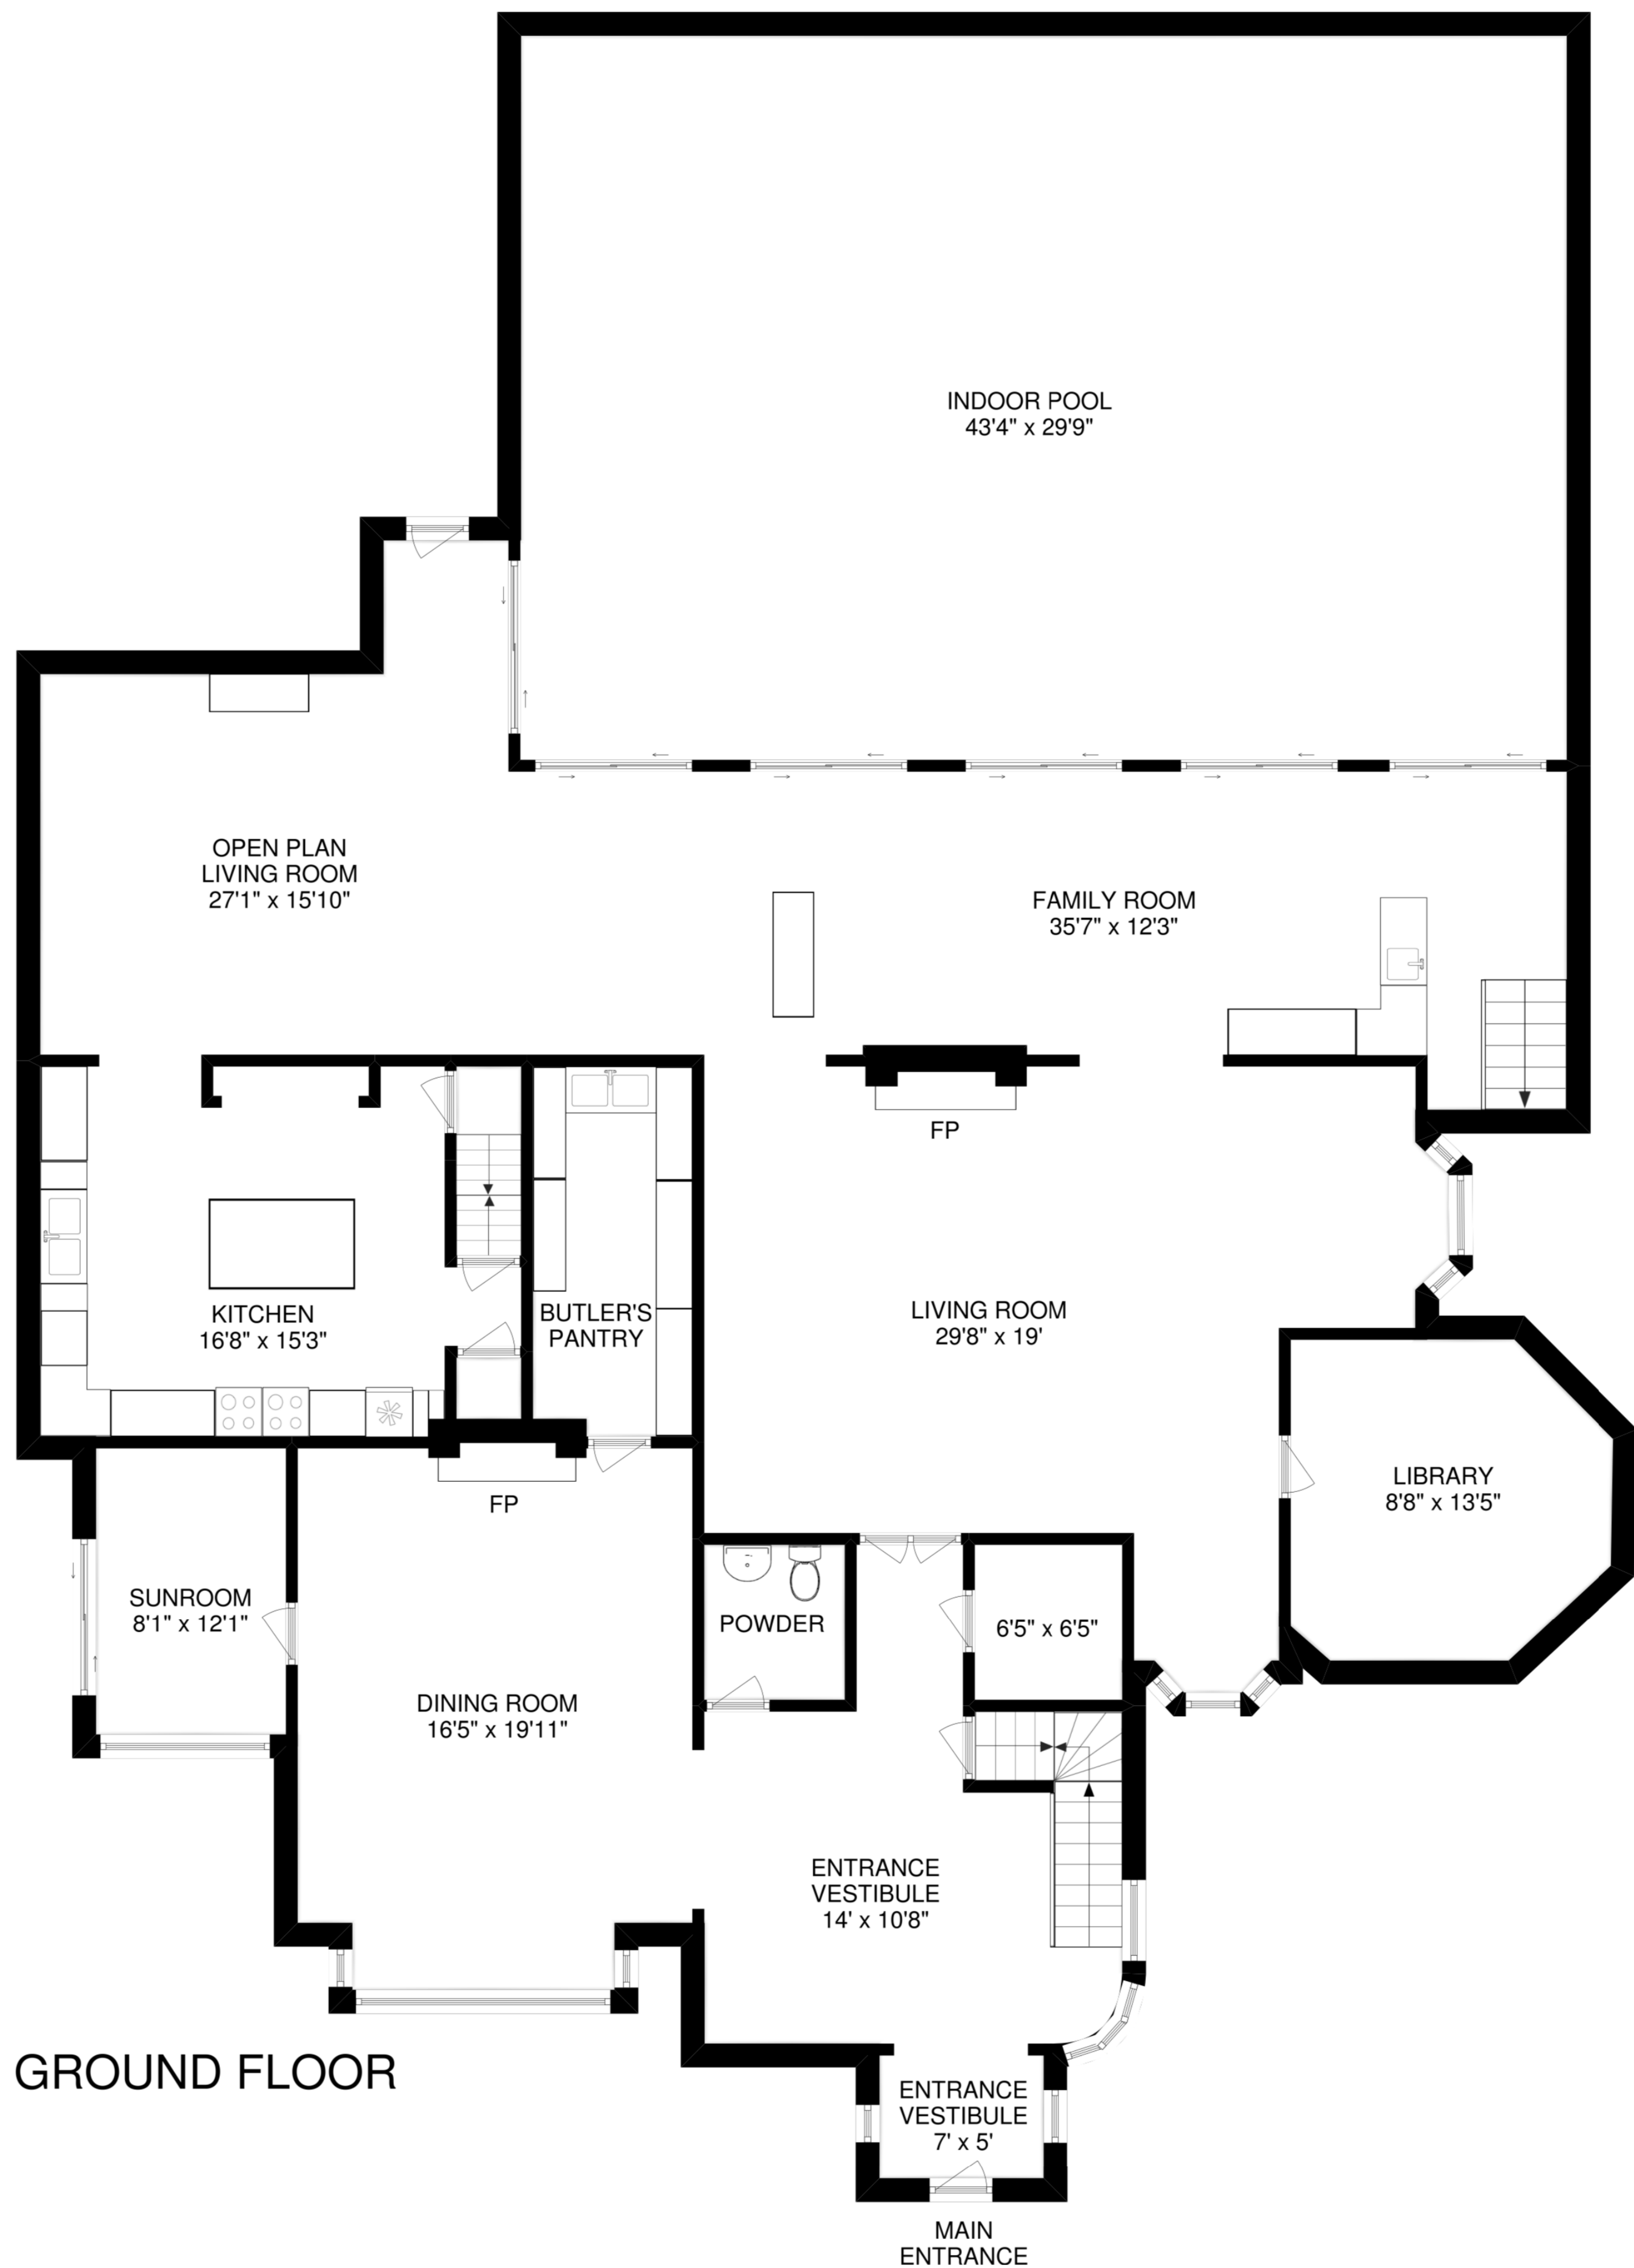 INDOOR POOL
43'4" x 29'9"
OPEN PLAN
LIVING ROOM
27'1" x 15'10"
FAMILY ROOM
35'7" x 12'3"
FP
KITCHEN
16'8" x 15'3"
BUTLER'S
PANTRY
LIVING ROOM
29'8" x 19'
LIBRARY
8'8" x 13'5"
FP
SUNROOM
8'1" x 12'1"
POWDER
6'5" x 6'5"
DINING ROOM
16'5" x 19'11"
ENTRANCE
VESTIBULE
14' x 10'8"
GROUND FLOOR
ENTRANCE
VESTIBULE
7' x 5'
MAIN
ENTRANCE